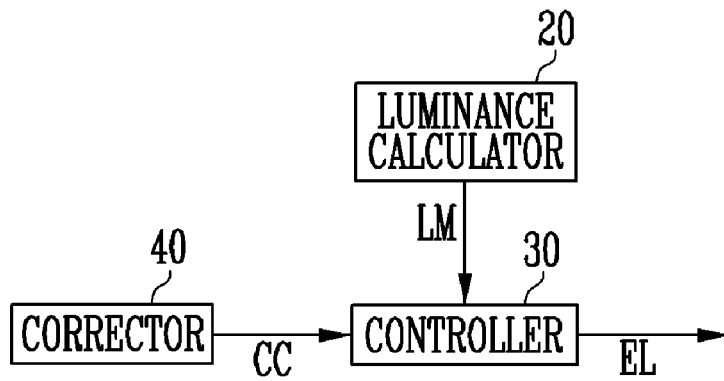 20
LUMINANCE
CALCULATOR
LM
40
30
CORRECTOR
CC
CONTROLLER
EL